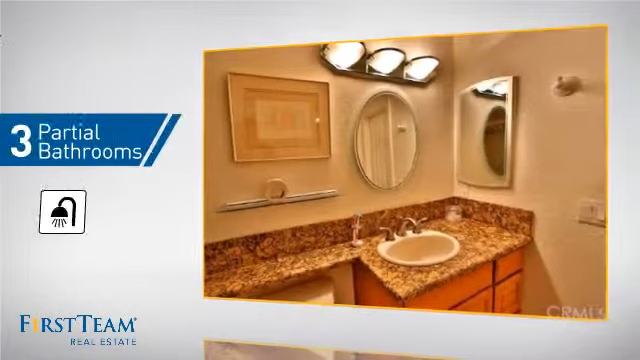 3 Partial
Bathrooms
FIRSTTEAM®
REAL ESTATE
CRMLS